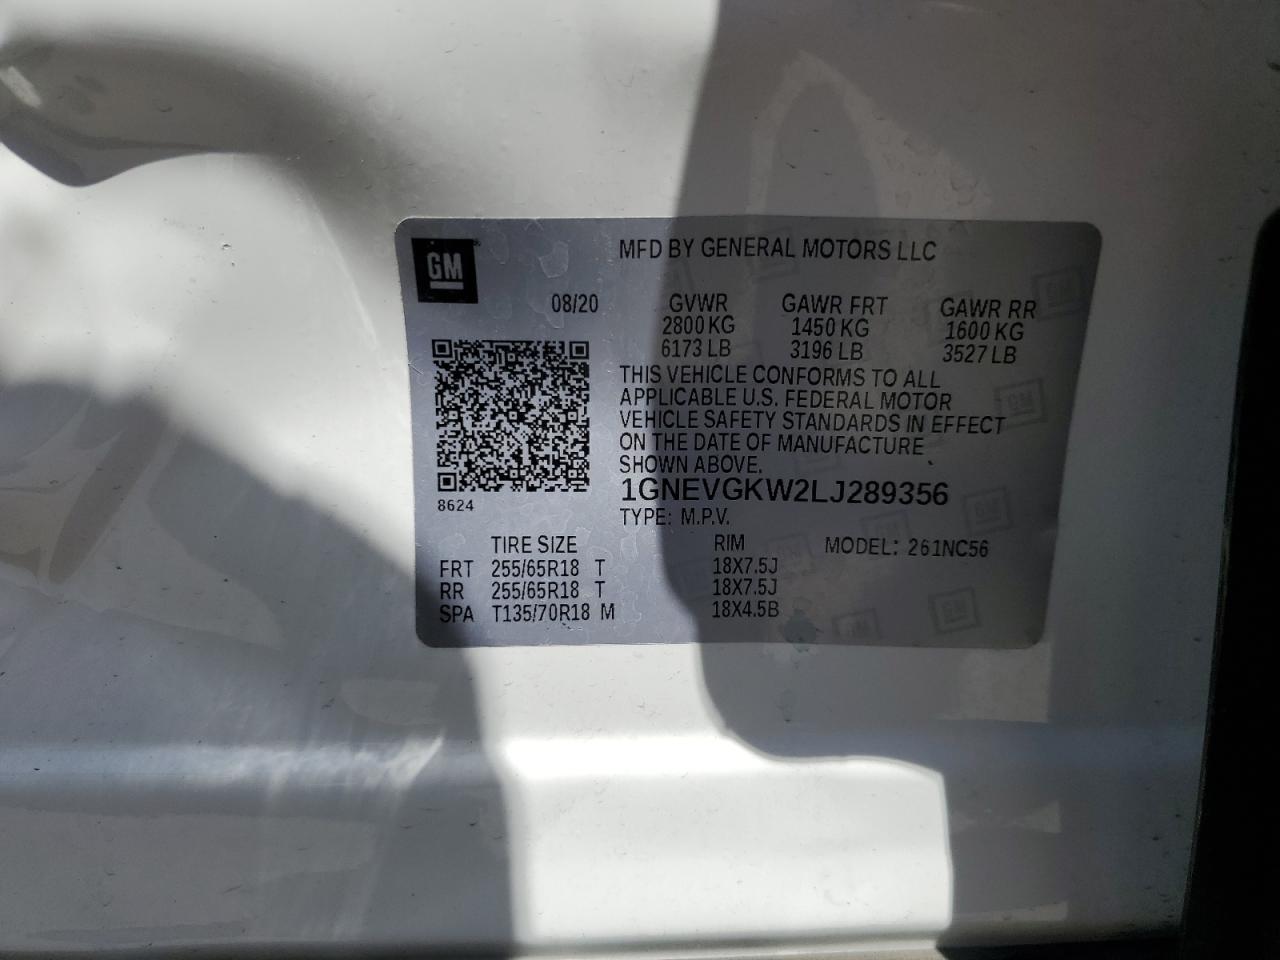 GM
MFD BY GENERAL MOTORS LLC
08/20 GVWR GAWR FRT GAWR RR
2800 KG 1450 KG 1600 KG
6173 LB 3196 LB 3527 LB
THIS VEHICLE CONFORMS TO ALL
APPLICABLE U.S. FEDERAL MOTOR
VEHICLE SAFETY STANDARDS IN EFFECT
ON THE DATE OF MANUFACTURE
SHOWN ABOVE.
1GNEVGKW2LJ289356
8624
TYPE: M.P.V.
TIRE SIZE RIM MODEL: 261NC56
FRT 255/65R18 T 18X7.5J
RR 255/65R18 T 18X7.5J
SPA T135/70R18 M 18X4.5B